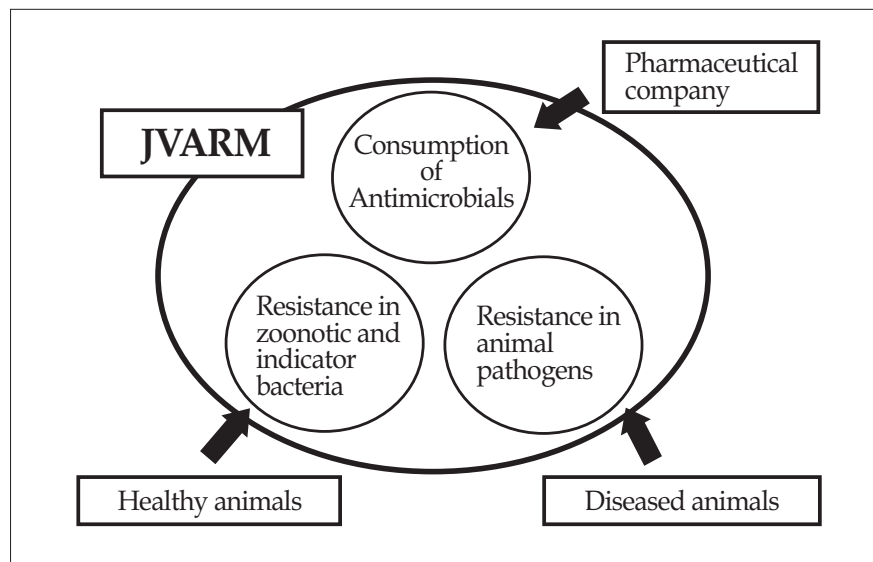 Pharmaceutical
company
JVARM
Consumption
of
Antimicrobials
Resistance in
zoonotic and
indicator
bacteria
Resistance in
animal
pathogens
Healthy animals
Diseased animals